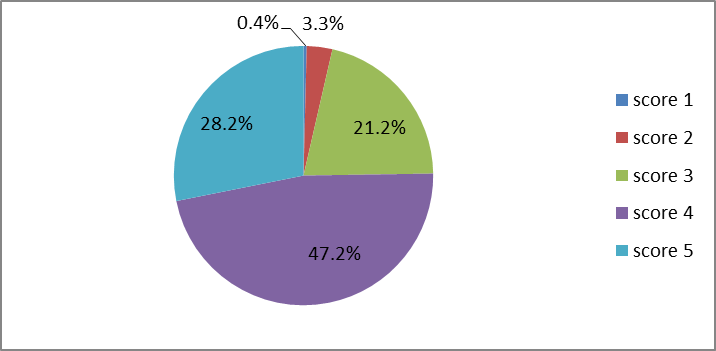 0.4%
3.3%
21.2%
47.2%
28.2%
score 1
score 2
score 3
score 4
score 5